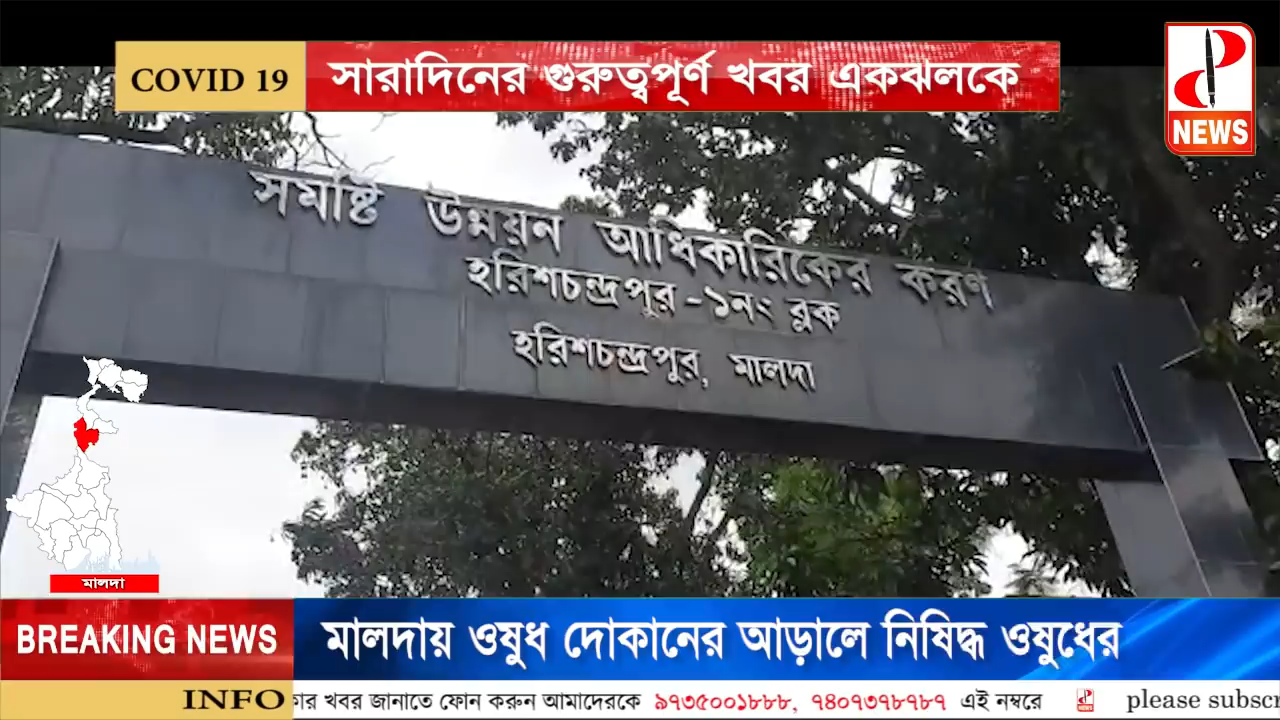 COVID 19 সারাদিনের গুরুত্বপূর্ণ খবর একঝলকে
P NEWS
সমষ্টি উন্নয়ন আধিকারিকের করণ
হরিশচন্দ্রপুর-১নং ব্লক
হরিশচন্দ্রপুর, মালদা
মালদা
BREAKING NEWS মালদায় ওষুধ দোকানের আড়ালে নিষিদ্ধ ওষুধের
INFO খবর জানাতে ফোন করুন আমাদেরকে ৯৭৩৫০০১৮৮৮, ৭৪০৭৩৭৮৭৮৭ এই নম্বরে NEWS please subsc